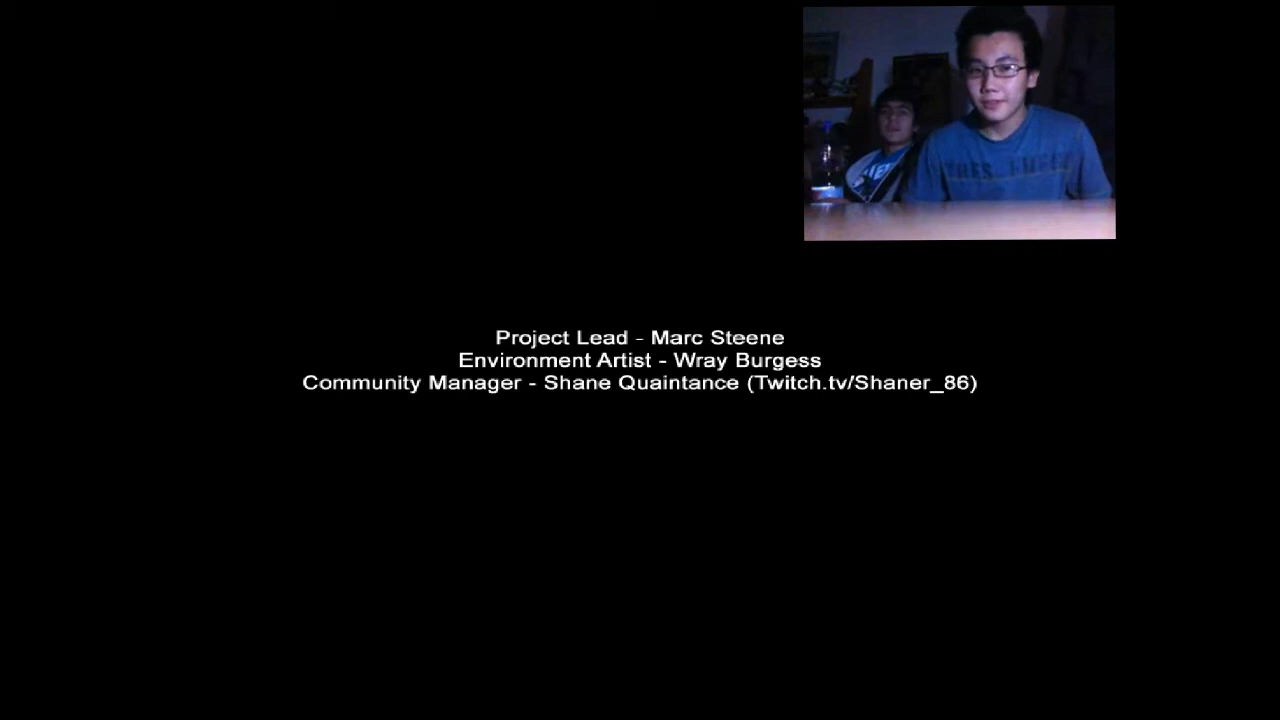 Project Lead - Marc Steene
Environment Artist - Wray Burgess
Community Manager - Shane Quaintance (Twitch.tv/Shaner_86)